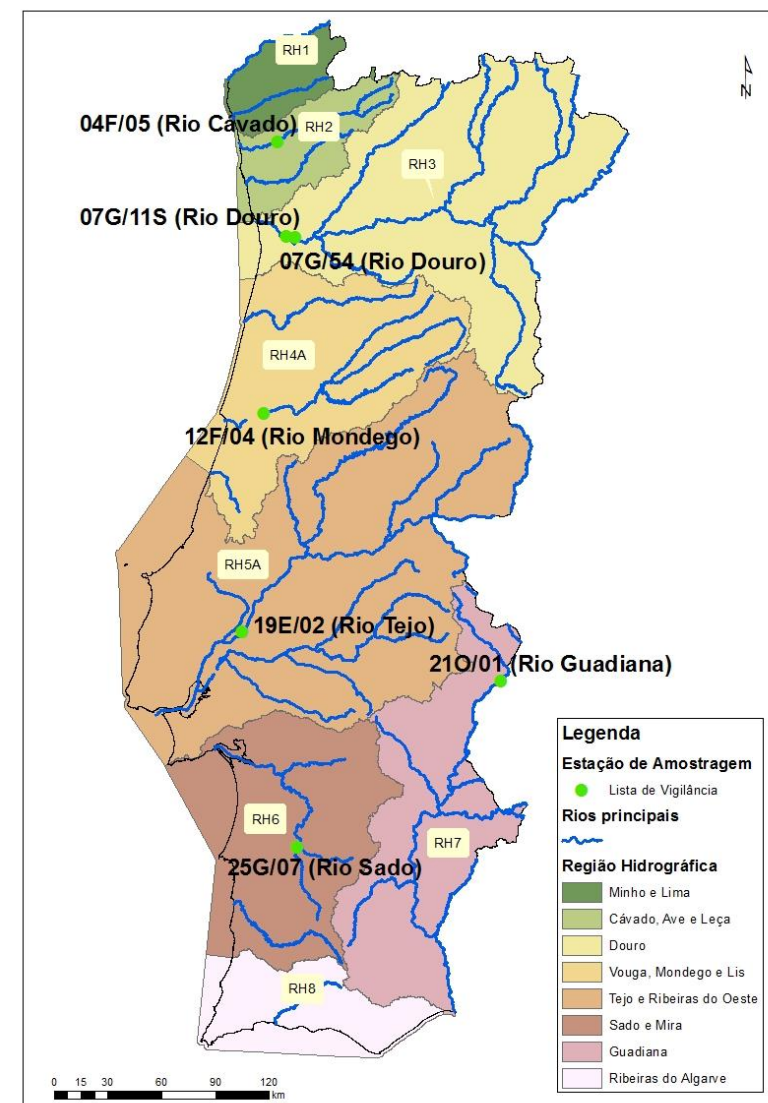 RH1
04F/05 (Rio Cávado)
RH2
RH3
07G/11S (Rio Douro)
07G/54 (Rio Douro)
RH4A
12F/04 (Rio Mondego)
RH5A
19E/02 (Rio Tejo)
21O/01 (Rio Guadiana)
RH6
RH7
25G/07 (Rio Sado)
RH8
N
Legenda
Estação de Amostragem
Lista de Vigilância
Rios principais
Região Hidrográfica
Minho e Lima
Cávado, Ave e Leça
Douro
Vouga, Mondego e Lis
Tejo e Ribeiras do Oeste
Sado e Mira
Guadiana
Ribeiras do Algarve
0 15 30 60 90 120
km